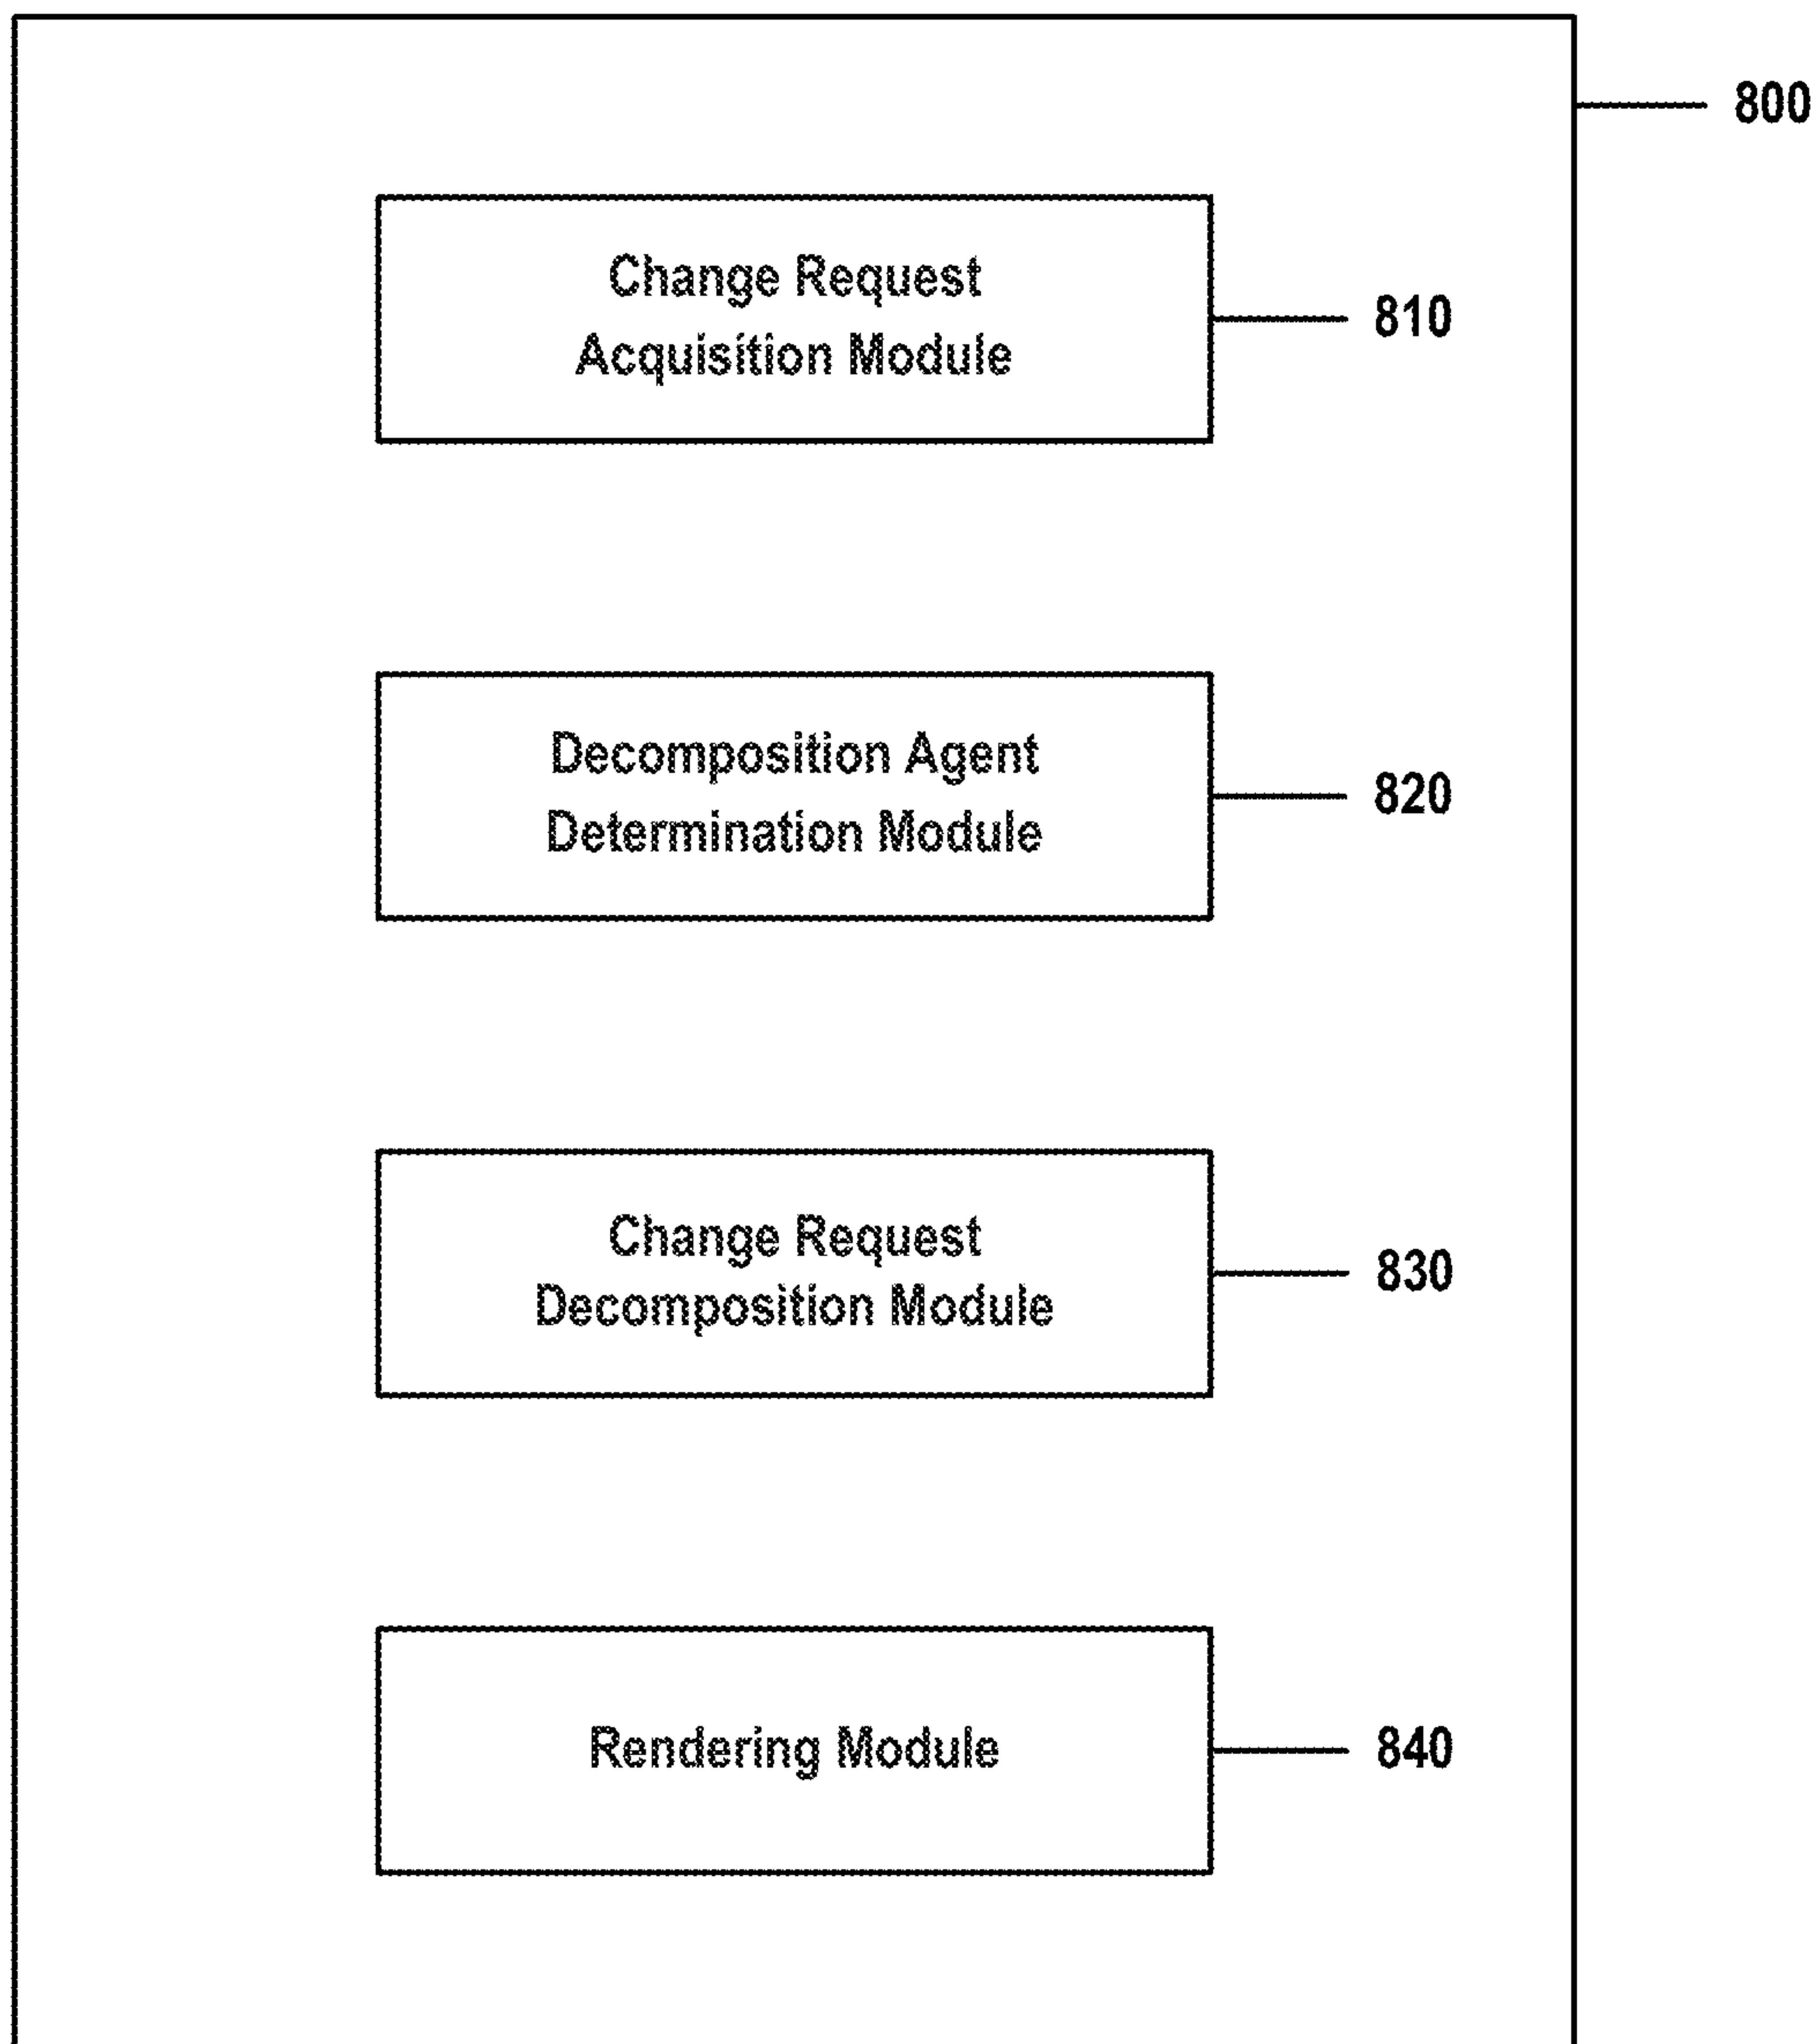 800
Change Request
Acquisition Module
810
Decomposition Agent
Determination Module
820
Change Request
Decomposition Module
830
Rendering Module
840